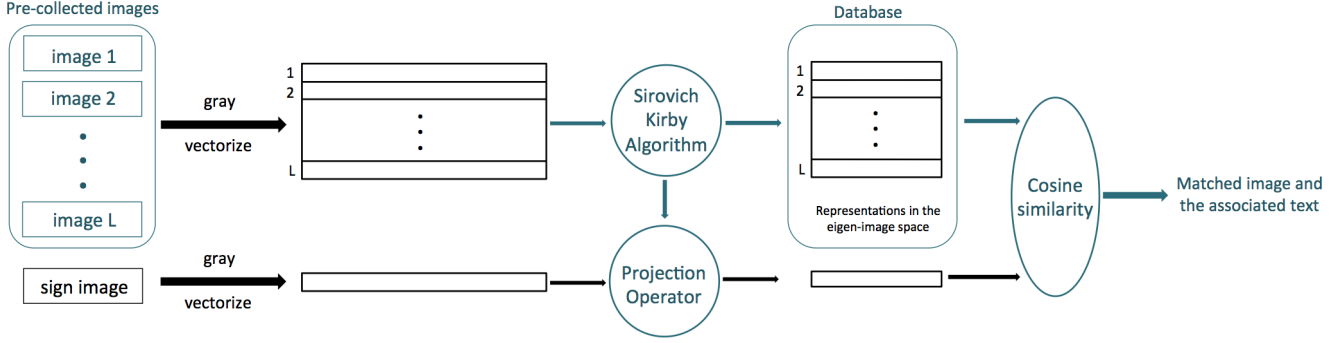 Pre-collected images
image 1
image 2
image L
gray
vectorize
1
2
L
Sirovich
Kirby
Algorithm
Database
1
2
L
Representations in the
eigen-image space
Cosine
similarity
Matched image and
the associated text
sign image
gray
vectorize
Projection
Operator